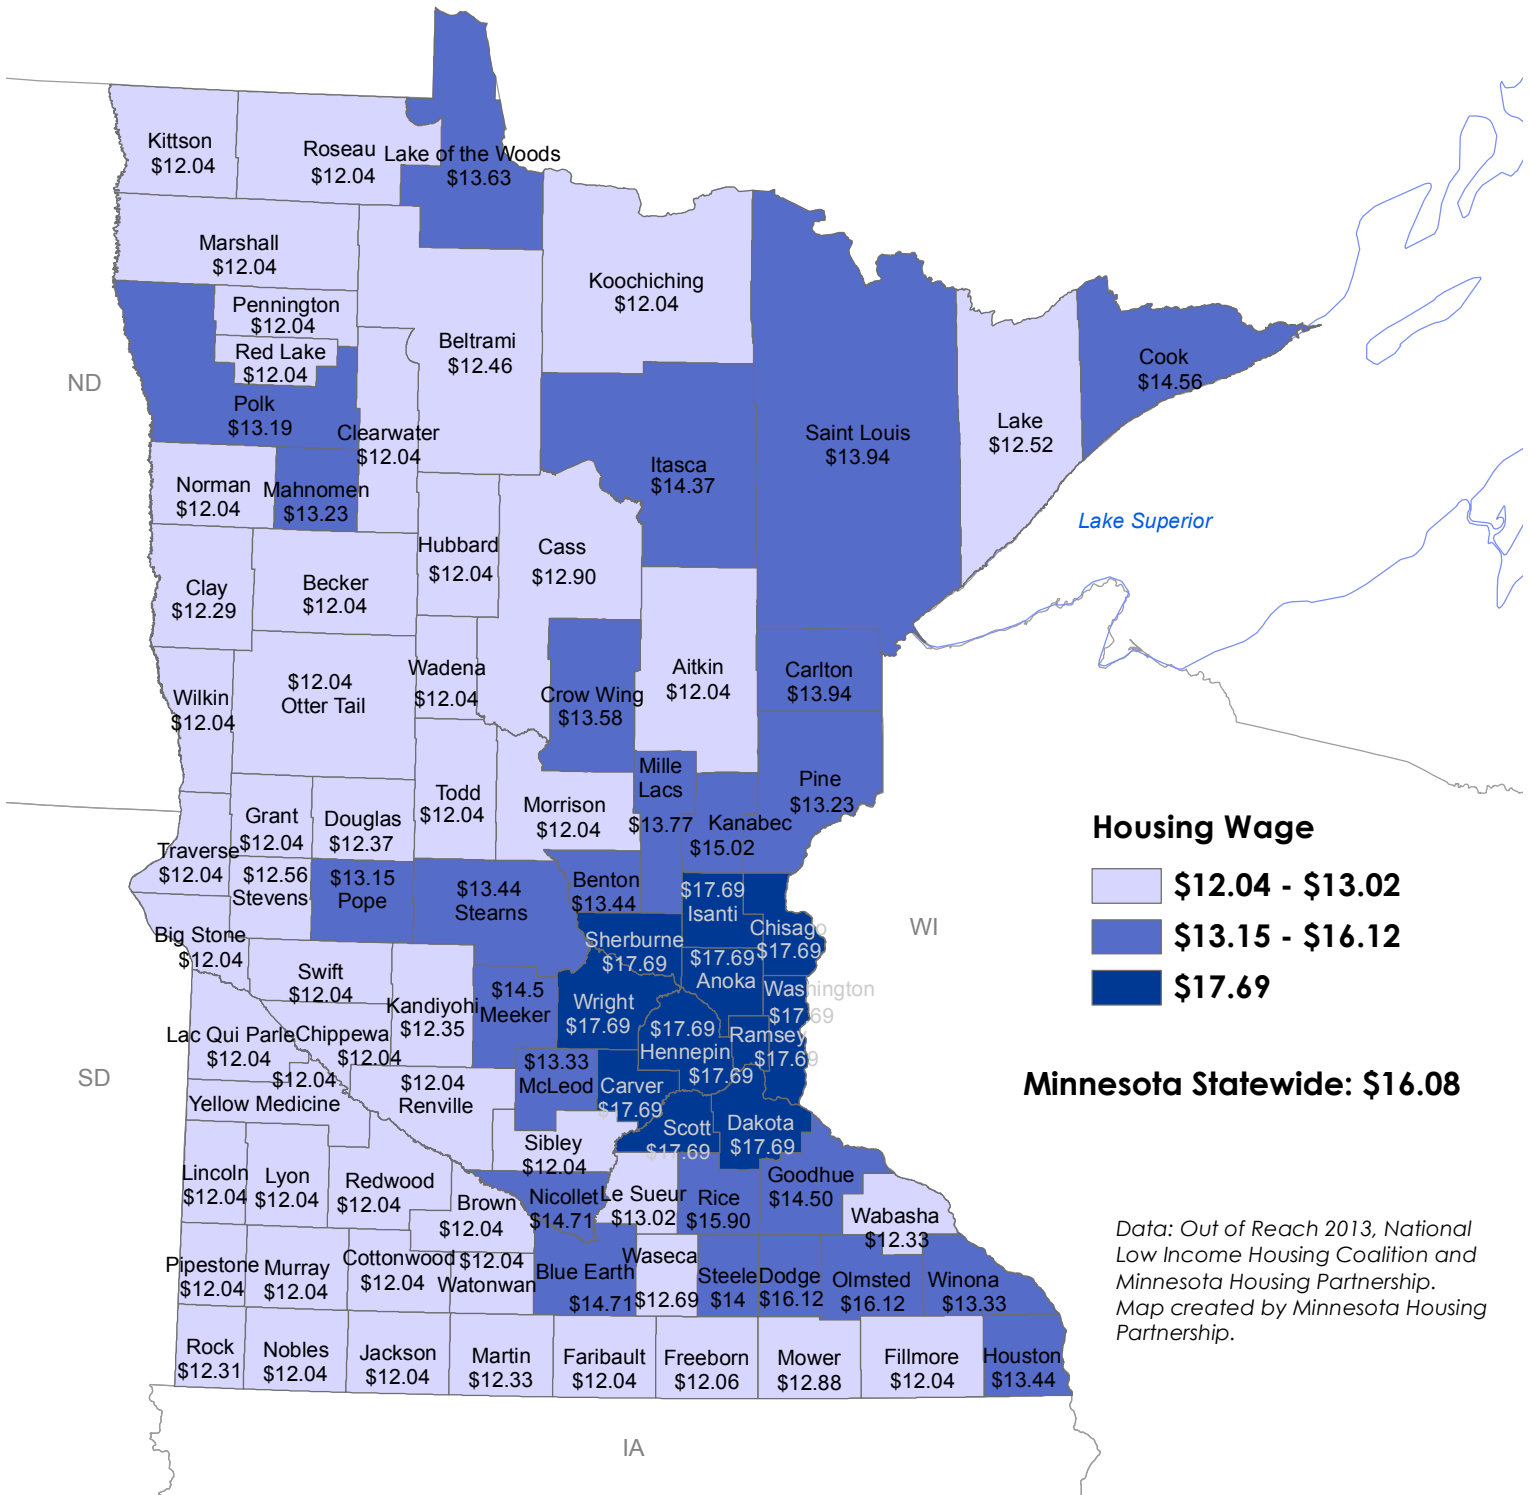 Kittson
$12.04
Roseau
$12.04
Lake of the Woods
$13.63
Marshall
$12.04
Koochiching
$12.04
Pennington
$12.04
Red Lake
$12.04
Beltrami
$12.46
Cook
$14.56
ND
Polk
$13.19
Clearwater
$12.04
Lake
$12.52
Saint Louis
$13.94
Itasca
$14.37
Norman
$12.04
Mahnomen
$13.23
Lake Superior
Hubbard
$12.04
Cass
$12.90
Clay
$12.29
Becker
$12.04
Wadena
$12.04
Aitkin
$12.04
Carlton
$13.94
$12.04
Otter Tail
Wilkin
$12.04
Crow Wing
$13.58
Mille
Lacs
$13.77
Pine
$13.23
Kanabec
$15.02
Todd
$12.04
Morrison
$12.04
Grant
$12.04
Douglas
$12.37
Traverse
$12.04
$12.56
Stevens
$13.15
Pope
$13.44
Stearns
Benton
$13.44
$17.69
Isanti
Chisago
$17.69
Housing Wage
$12.04 - $13.02
$13.15 - $16.12
$17.69
WI
Big Stone
$12.04
Sherburne
$17.69
$17.69
Anoka
Swift
$12.04
Kandiyohi
$12.35
$14.5
Meeker
Wright
$17.69
Washington
$17.69
$17.69
Hennepin
Ramsey
$17.69
$17.69
Lac Qui Parle
$12.04
Chippewa
$12.04
SD
$12.04
Yellow Medicine
$12.04
Renville
$13.33
McLeod
Carver
$17.69
Minnesota Statewide: $16.08
Scott
$17.69
Dakota
$17.69
Sibley
$12.04
Lincoln
$12.04
Lyon
$12.04
Redwood
$12.04
Brown
$12.04
Nicollet
$14.71
Le Sueur
$13.02
Rice
$15.90
Goodhue
$14.50
Wabasha
$12.33
Data: Out of Reach 2013, National
Low Income Housing Coalition and
Minnesota Housing Partnership.
Map created by Minnesota Housing
Partnership.
Pipestone
$12.04
Murray
$12.04
Cottonwood
$12.04
$12.04
Watonwan
Blue Earth
$14.71
Waseca
$12.69
Steele
$14
Dodge
$16.12
Olmsted
$16.12
Winona
$13.33
Rock
$12.31
Nobles
$12.04
Jackson
$12.04
Martin
$12.33
Faribault
$12.04
Freeborn
$12.06
Mower
$12.88
Fillmore
$12.04
Houston
$13.44
IA